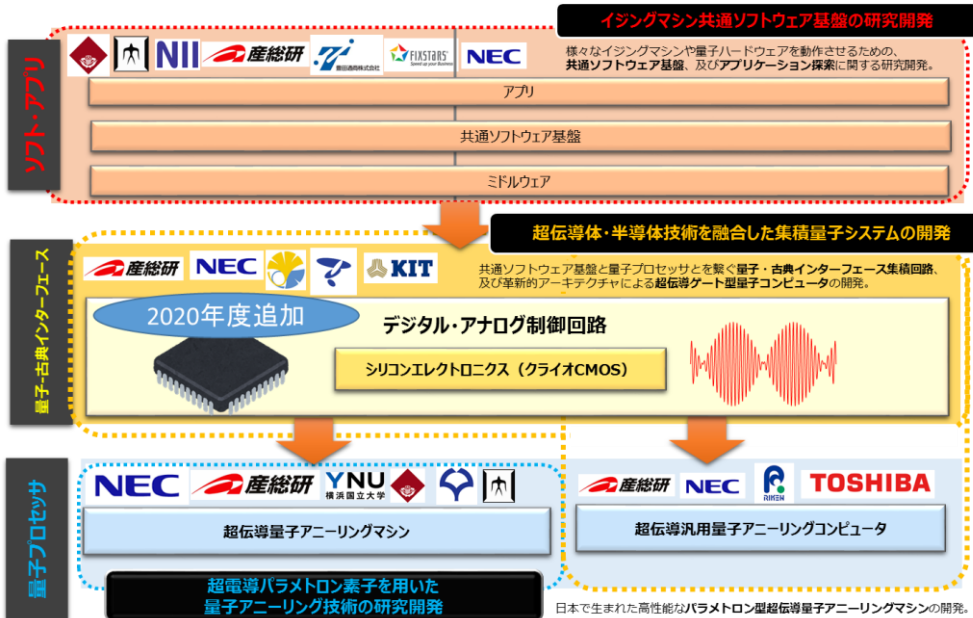 イジングマシン共通ソフトウェア基盤の研究開発
ソフト・アプリ
NII
産総研
豊田通商株式会社
FIXSTARS
Speed up your Business
NEC
様々なイジングマシンや量子ハードウェアを動作させるための、
共通ソフトウェア基盤、及びアプリケーション探索に関する研究開発。
アプリ
共通ソフトウェア基盤
ミドルウェア
超伝導体・半導体技術を融合した集積量子システムの開発
量子-古典インターフェース
産総研
NEC
KIT
共通ソフトウェア基盤と量子プロセッサとを繋ぐ量子・古典インターフェース集積回路、
及び革新的アーキテクチャによる超伝導ゲート型量子コンピュータの開発。
2020年度追加
デジタル・アナログ制御回路
シリコンエレクトロニクス（クライオCMOS）
量子プロセッサ
NEC
産総研
YNU
横浜国立大学
産総研
NEC
RIKEN
TOSHIBA
超伝導量子アニーリングマシン
超伝導汎用量子アニーリングコンピュータ
超電導パラメトロン素子を用いた
量子アニーリング技術の研究開発
日本で生まれた高性能なパラメトロン型超伝導量子アニーリングマシンの開発。